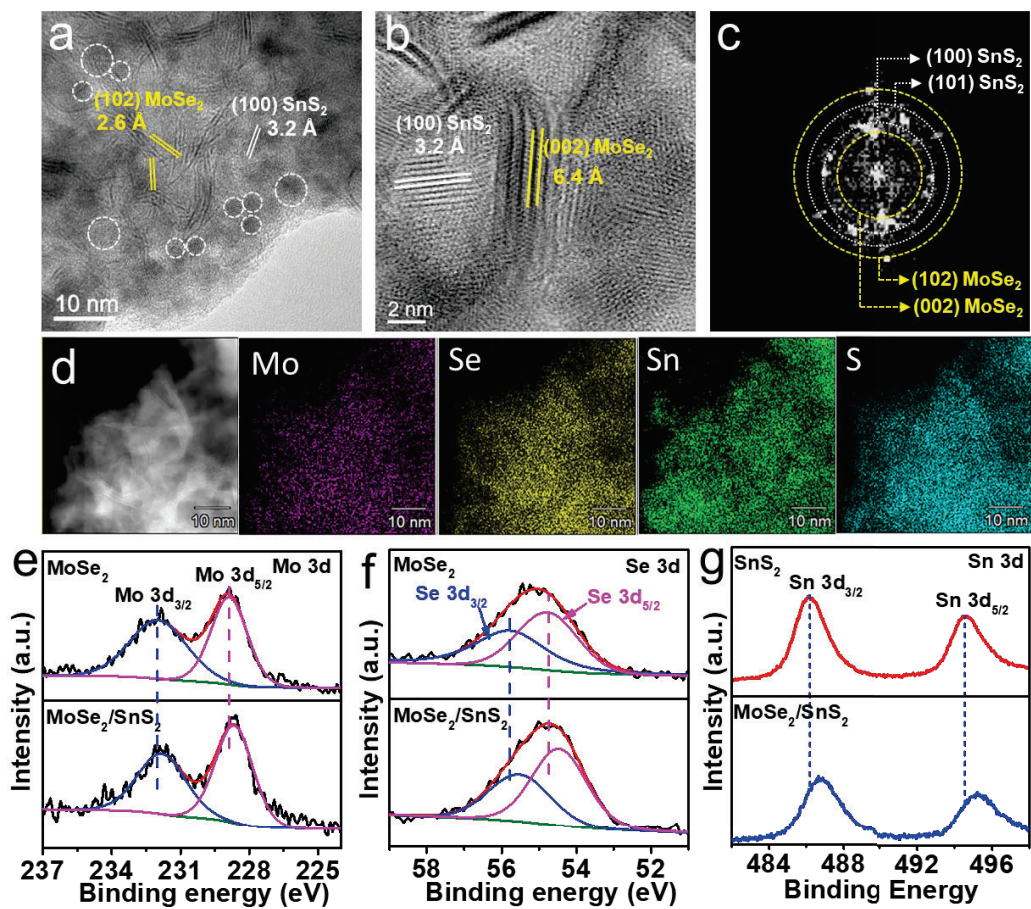 a
(102) MoSe2
2.6 Å
(100) SnS2
3.2 Å
10 nm
b
(100) SnS2
3.2 Å
(002) MoSe2
6.4 Å
2 nm
c
(100) SnS2
(101) SnS2
(102) MoSe2
(002) MoSe2
d
10 nm
Mo
10 nm
Se
10 nm
Sn
10 nm
S
10 nm
e
MoSe2
Mo 3d5/2
Mo 3d
Mo 3d3/2
MoSe2/SnS2
Intensity (a.u.)
237 234 231 228 225
Binding energy (eV)
f
MoSe2
Se 3d
Se 3d3/2
Se 3d5/2
MoSe2/SnS2
Intensity (a.u.)
58 56 54 52
Binding energy (eV)
g
SnS2
Sn 3d
Sn 3d3/2
Sn 3d5/2
MoSe2/SnS2
Intensity (a.u.)
484 488 492 496
Binding Energy